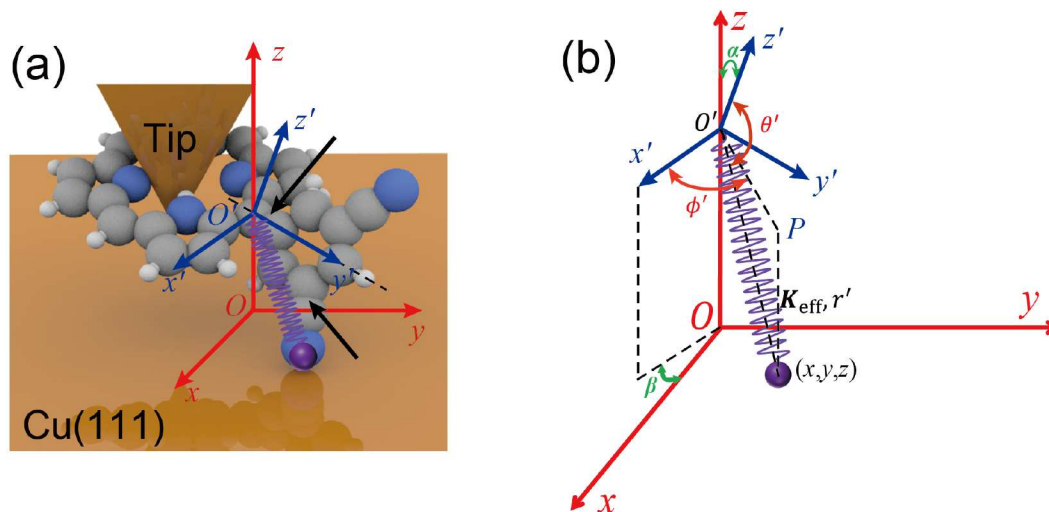 (a)
z
Tip
z'
O'
x'
y'
O
y
x
Cu(111)
(b)
z
z'
α
O'
θ'
x'
y'
ϕ'
P
K_eff, r'
O
y
(x,y,z)
β
x